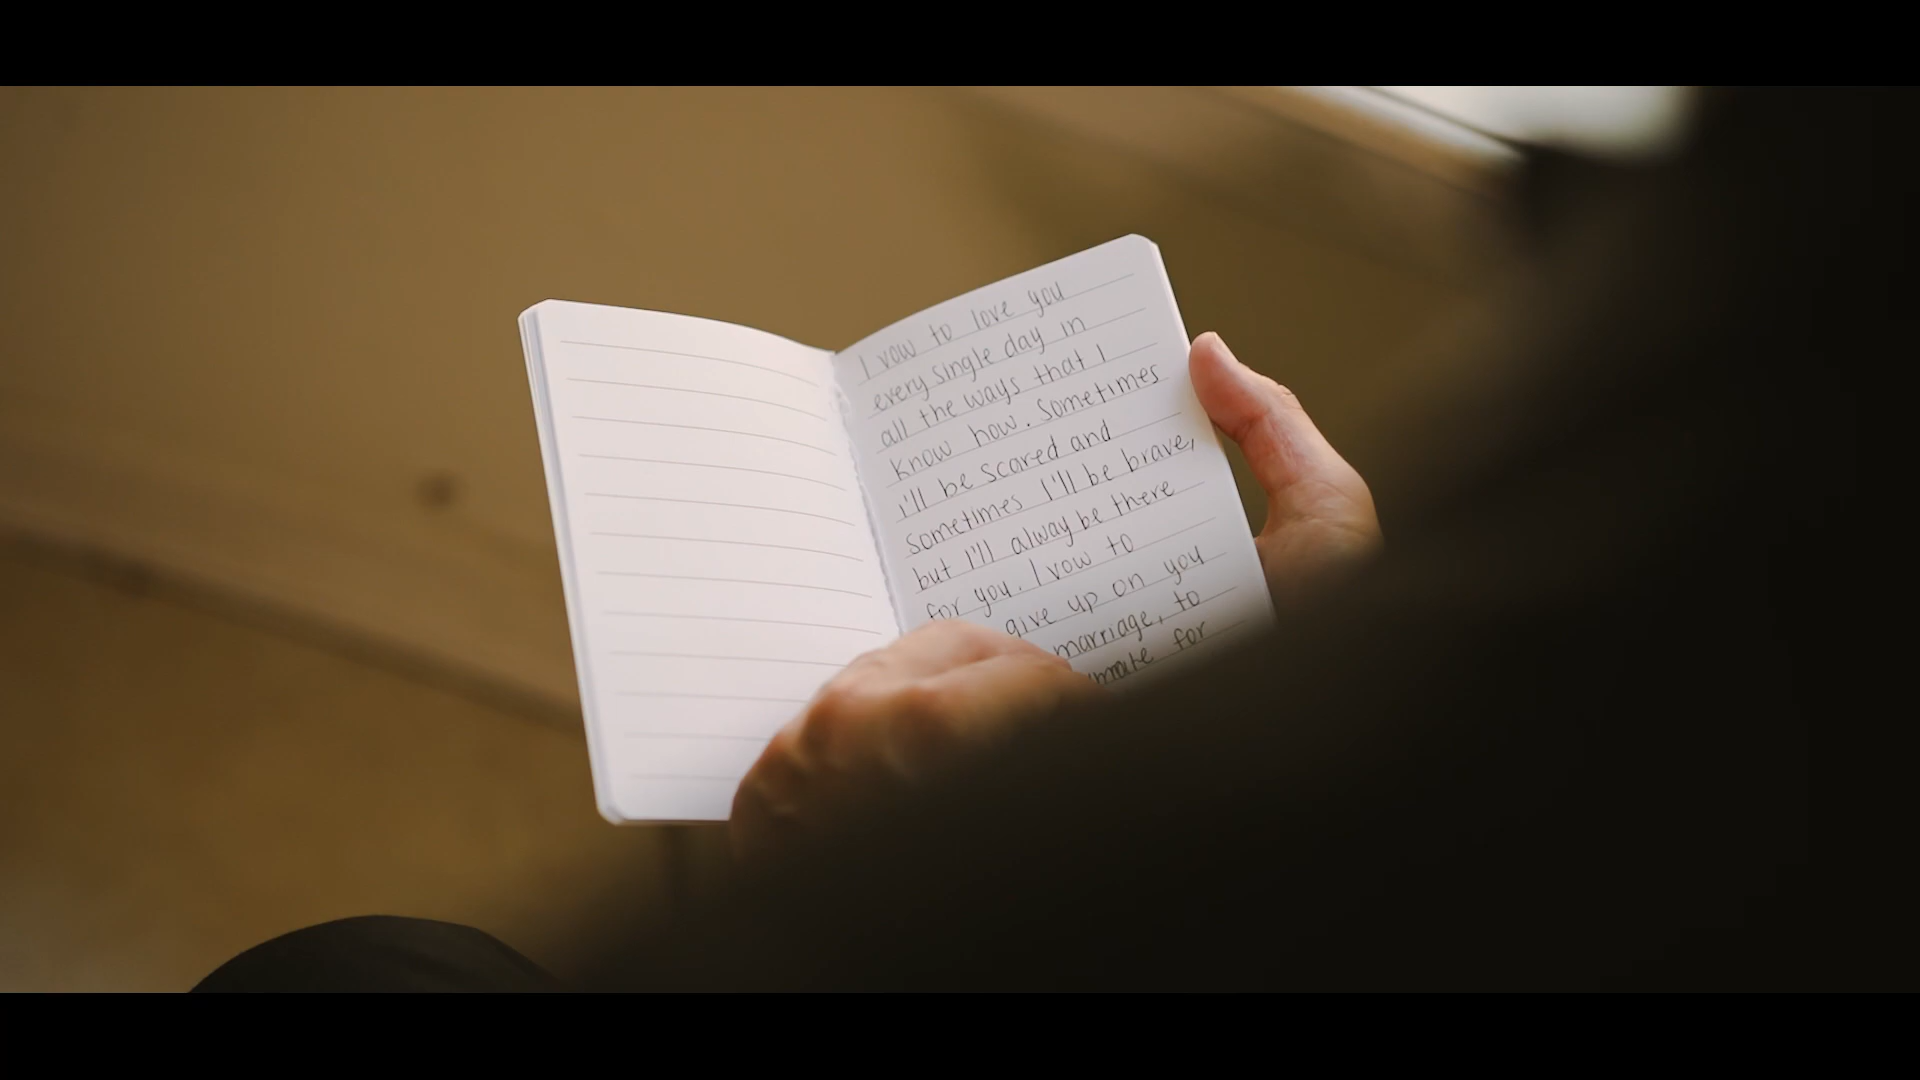 I vow to love you
every single day in
all the ways that I
know how. Sometimes
i'll be scared and
sometimes I'll be brave,
but I'll alway be there
for you. I vow to
give up on you
marriage, to
for